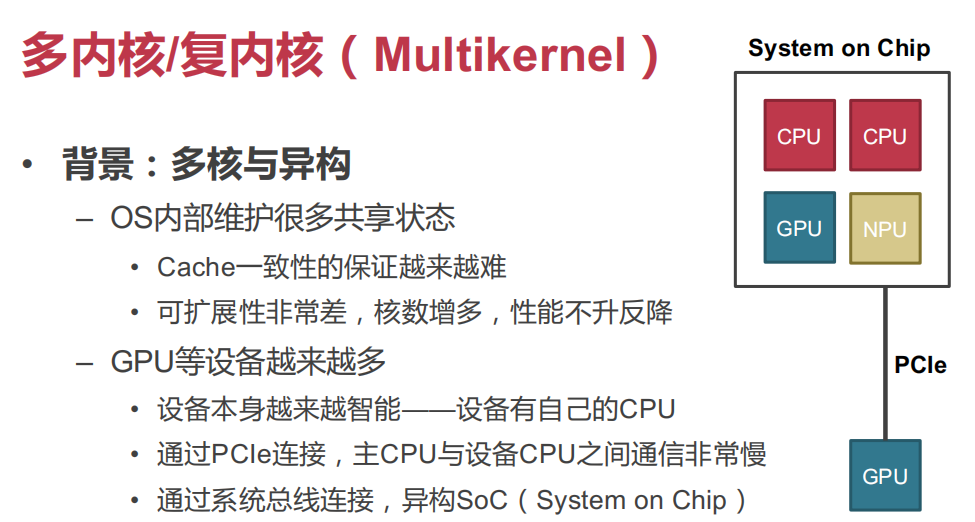 多内核/复内核（Multikernel）
• 背景：多核与异构
– OS内部维护很多共享状态
• Cache一致性的保证越来越难
• 可扩展性非常差，核数增多，性能不升反降
– GPU等设备越来越多
• 设备本身越来越智能——设备有自己的CPU
• 通过PCIe连接，主CPU与设备CPU之间通信非常慢
• 通过系统总线连接，异构SoC（System on Chip）
System on Chip
CPU CPU
GPU NPU
PCIe
GPU